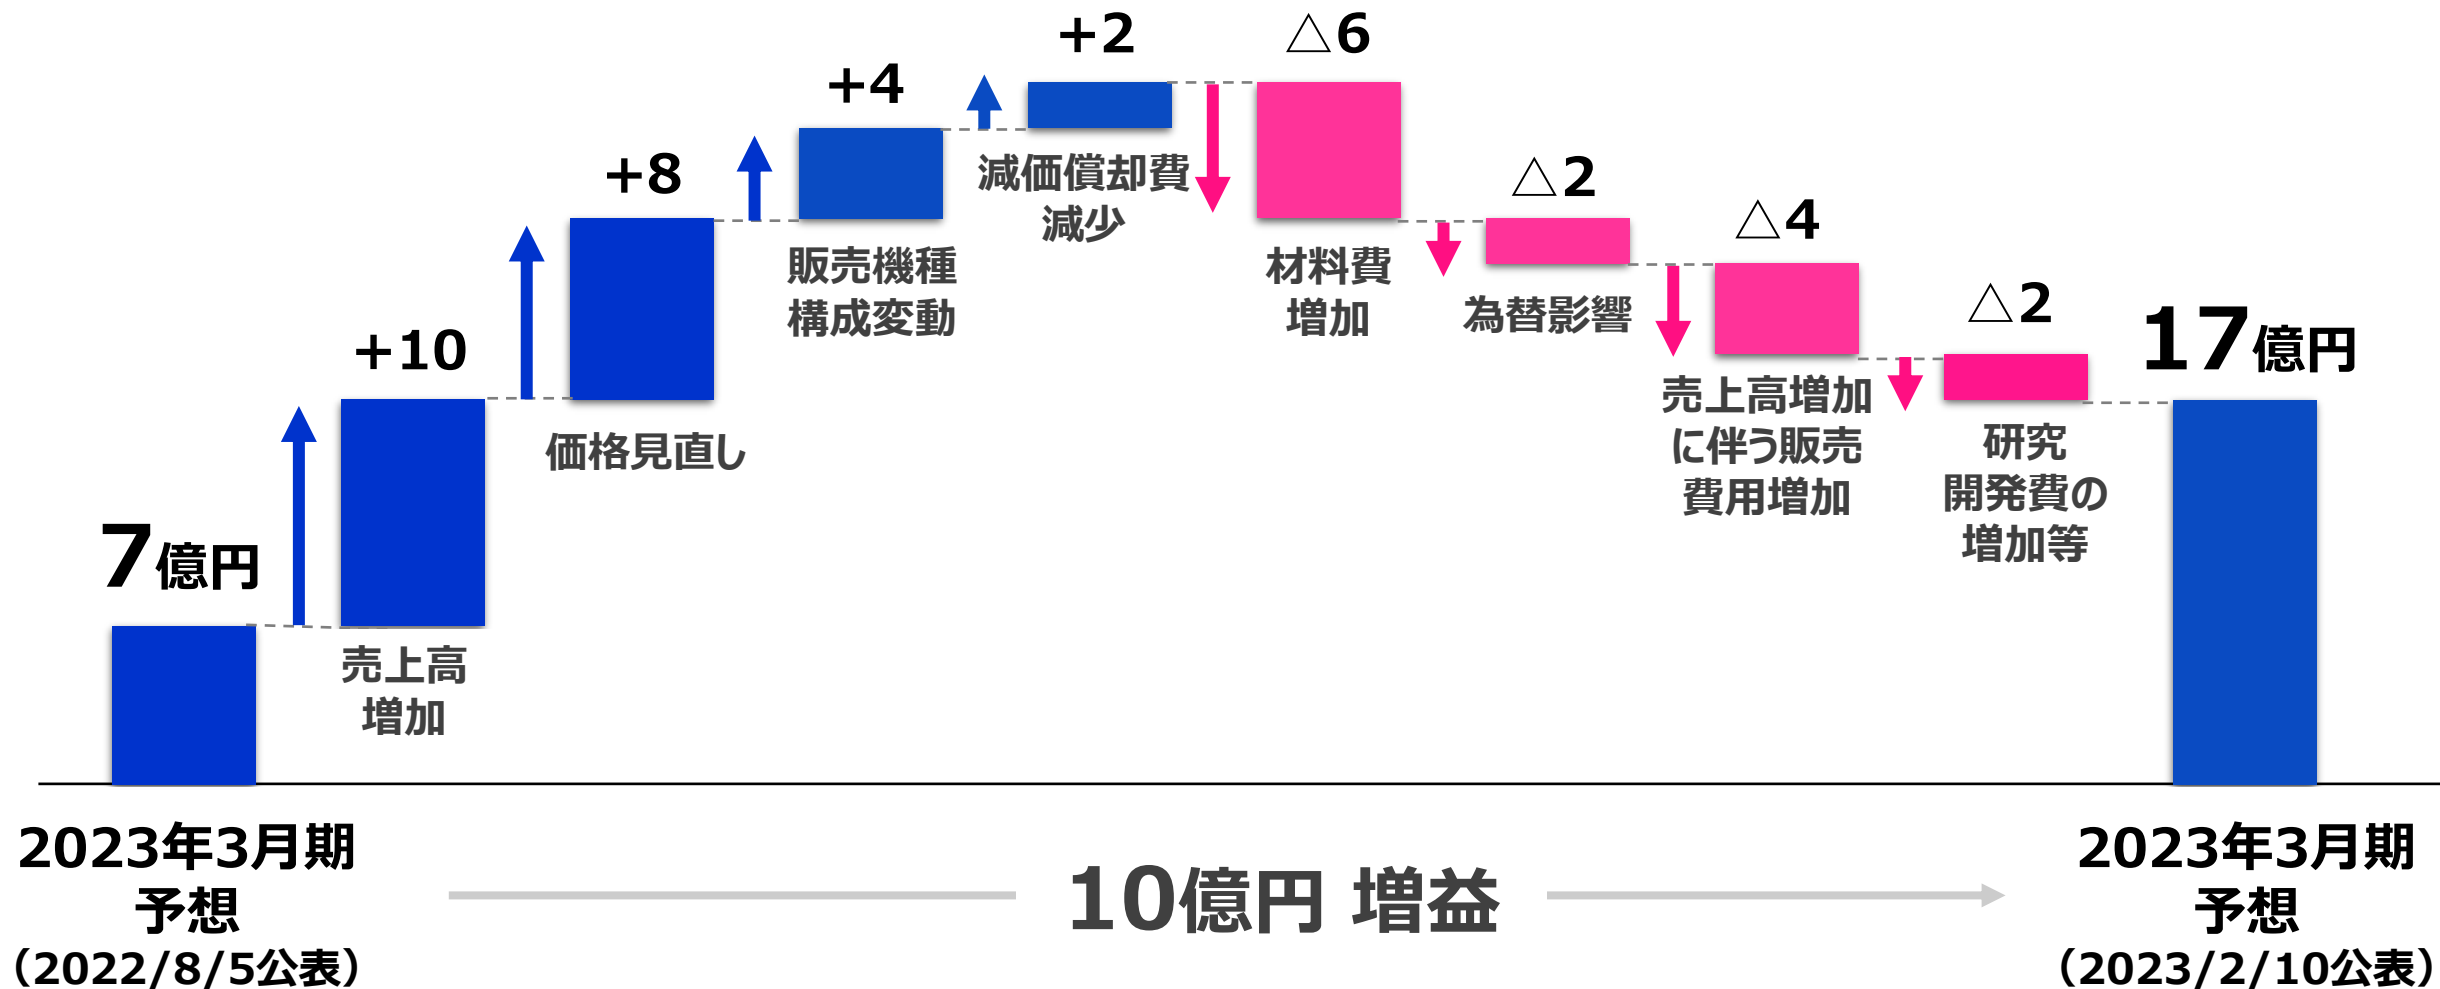 7億円
+10
売上高
増加
+8
価格見直し
+4
販売機種
構成変動
+2
減価償却費
減少
△6
材料費
増加
△2
為替影響
△4
売上高増加
に伴う販売
費用増加
△2
研究
開発費の
増加等
17億円
2023年3月期
予想
（2022/8/5公表）
10億円 増益
2023年3月期
予想
（2023/2/10公表）